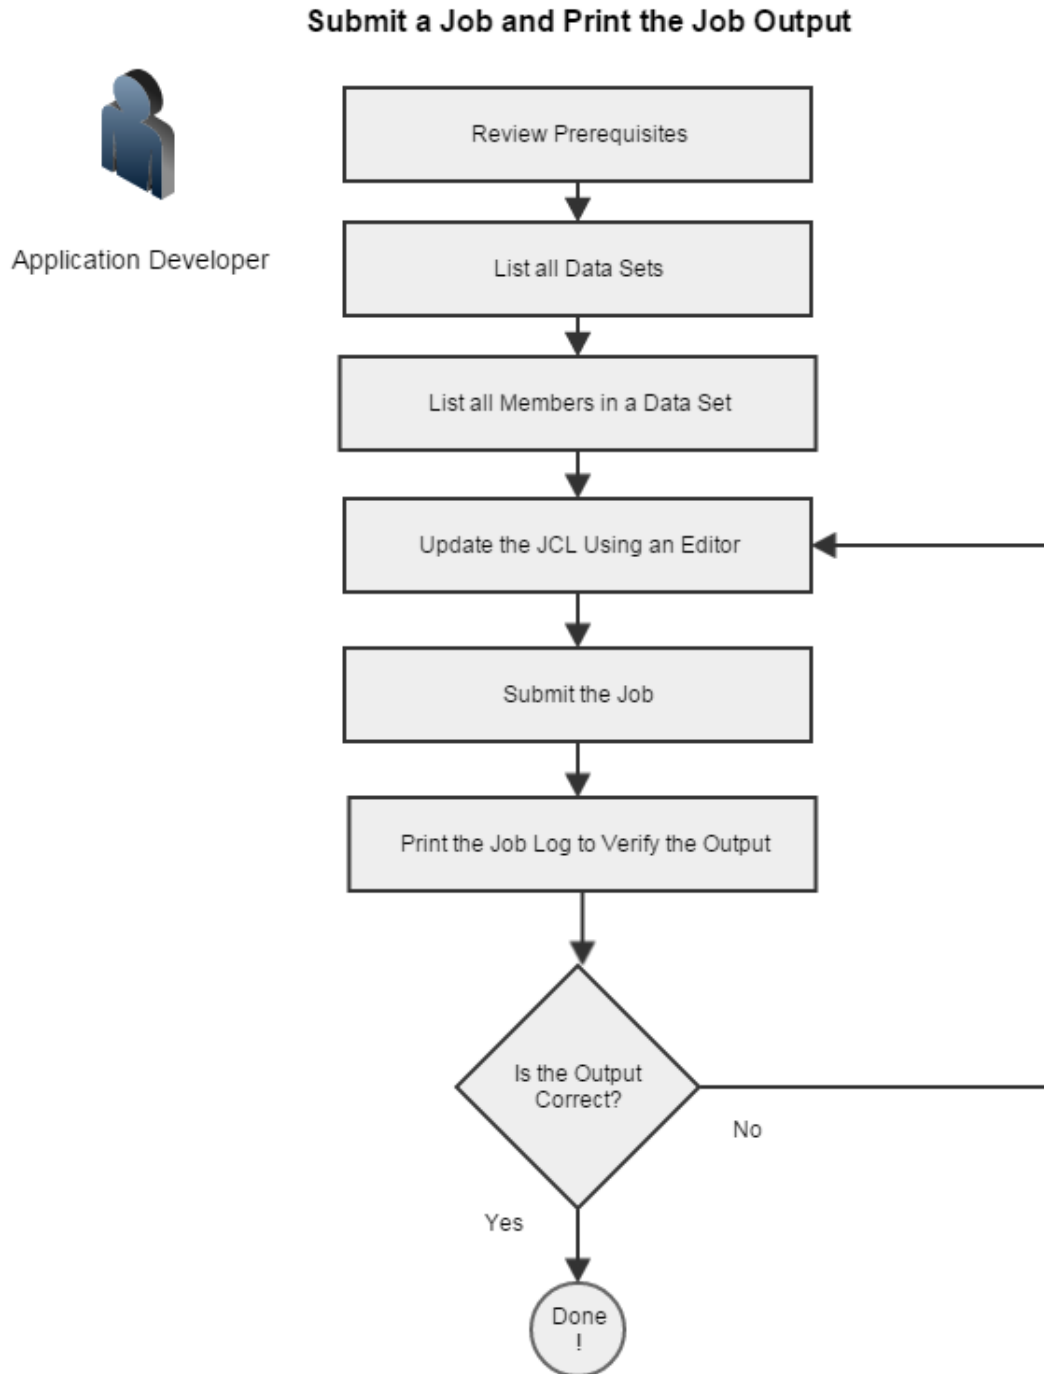 Submit a Job and Print the Job Output
Application Developer
Review Prerequisites
List all Data Sets
List all Members in a Data Set
Update the JCL Using an Editor
Submit the Job
Print the Job Log to Verify the Output
Is the Output
Correct?
No
Yes
Done
!